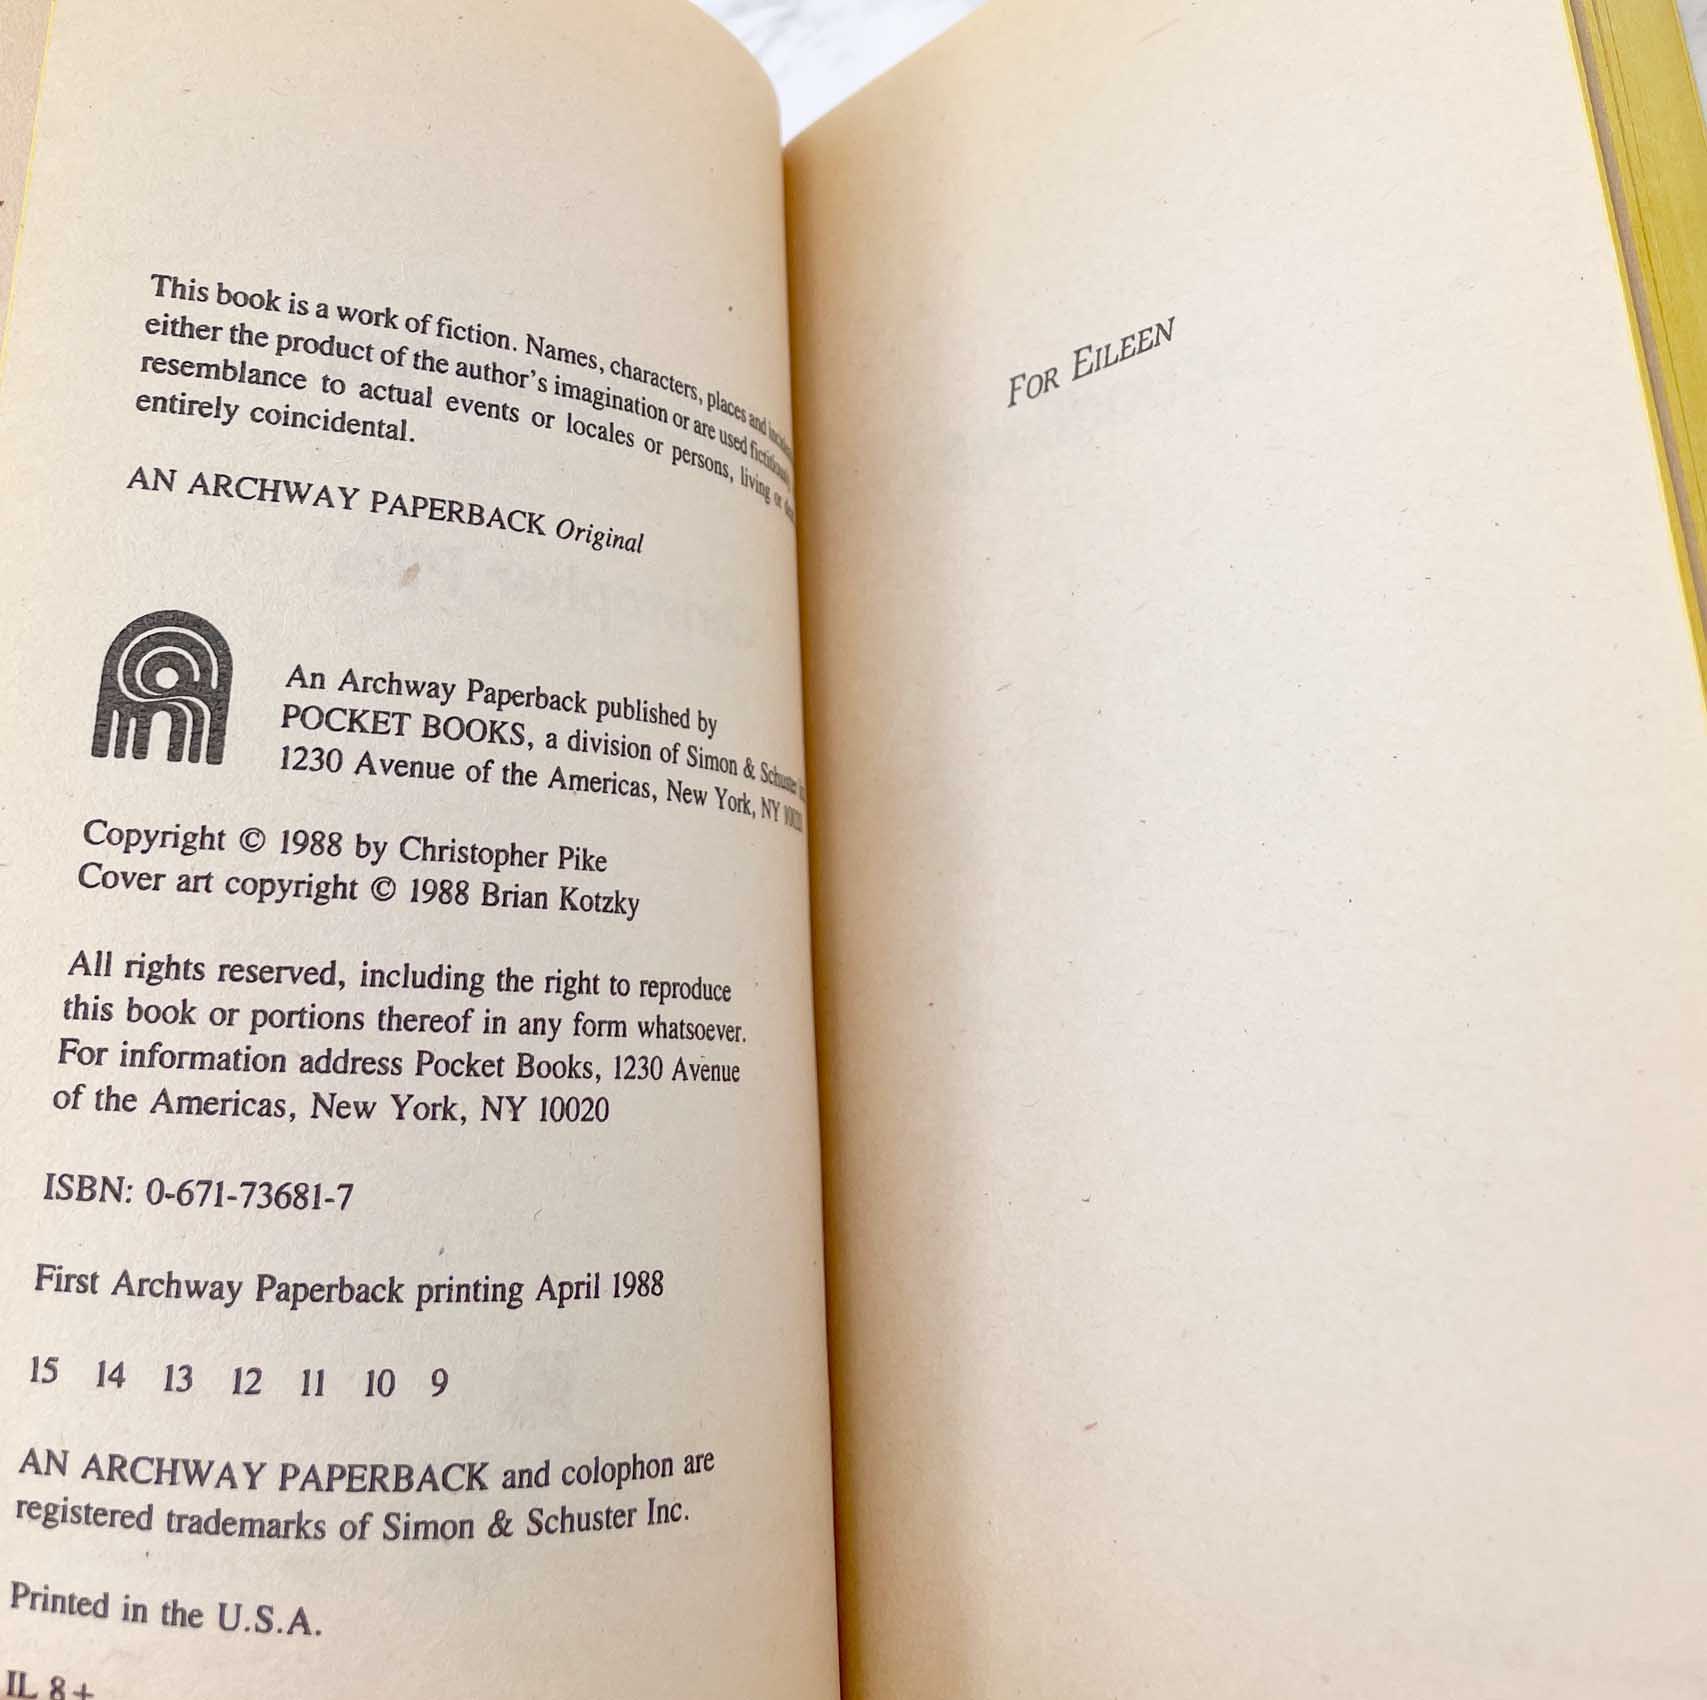 This book is a work of fiction. Names, characters, places and
either the product of the author's imagination or are used
resemblance to actual events or locales or persons, living or
entirely coincidental.
AN ARCHWAY PAPERBACK Original
An Archway Paperback published by
POCKET BOOKS, a division of Simon & Schuster
1230 Avenue of the Americas, New York, NY 10020
Copyright © 1988 by Christopher Pike
Cover art copyright © 1988 Brian Kotzky
All rights reserved, including the right to reproduce
this book or portions thereof in any form whatsoever.
For information address Pocket Books, 1230 Avenue
of the Americas, New York, NY 10020
ISBN: 0-671-73681-7
First Archway Paperback printing April 1988
15 14 13 12 11 10 9
AN ARCHWAY PAPERBACK and colophon are
registered trademarks of Simon & Schuster Inc.
Printed in the U.S.A.
IL 8+
FOR EILEEN